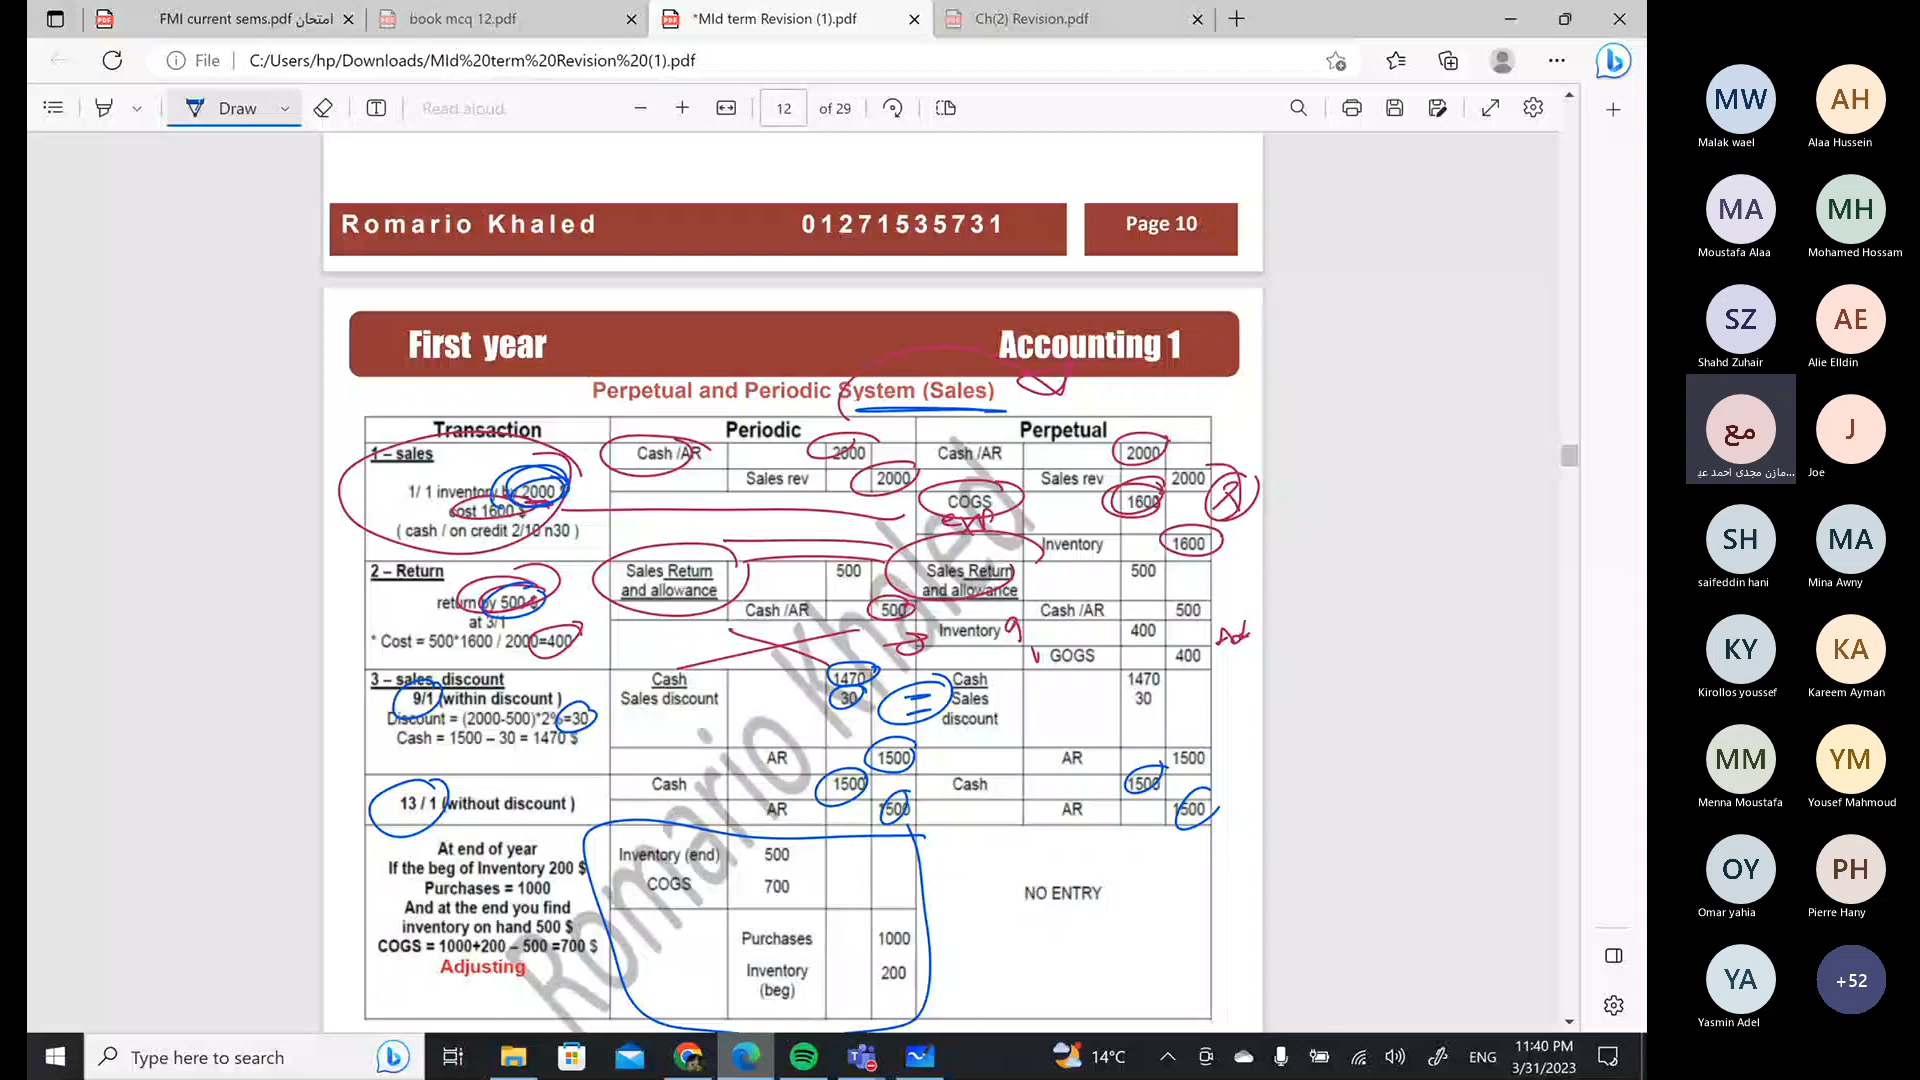 FMI current sems.pdf امتحان
book mcq 12.pdf
*MId term Revision (1).pdf
Ch(2) Revision.pdf
File
C:/Users/hp/Downloads/MId%20term%20Revision%20(1).pdf
Draw
Read aloud
12
of 29
Romario Khaled 01271535731
Page 10
First year
Accounting 1
Perpetual and Periodic System (Sales)
Transaction Periodic Perpetual
1 – sales
Cash /AR 2000 Cash /AR 2000
Sales rev 2000 Sales rev 2000
1/ 1 inventory by 2000 $
COGS 1600
exp
cost 1600 $
( cash / on credit 2/10 n30 )
Inventory 1600
2 – Return
Sales Return and allowance 500 Sales Return and allowance 500
return by 500 $
at 3/1
Cash /AR 500 Cash /AR 500
* Cost = 500*1600 / 2000=400
Inventory 400
GOGS 400
3 – sales discount
Cash 1470 Cash 1470
9/1 (within discount )
Sales discount 30 Sales discount 30
Discount = (2000-500)*2%=30
Cash = 1500 – 30 = 1470 $
AR 1500 AR 1500
Cash 1500 Cash 1500
13 / 1 (without discount )
AR 1500 AR 1500
At end of year
If the beg of Inventory 200 $
Purchases = 1000
And at the end you find
inventory on hand 500 $
COGS = 1000+200 – 500 =700 $
Adjusting
Inventory (end) 500
COGS 700
Purchases 1000
Inventory (beg) 200
NO ENTRY
Romario Khaled
MW AH
Malak wael Alaa Hussein
MA MH
Moustafa Alaa Mohamed Hossam
SZ AE
Shahd Zuhair Alie Elldin
مع J
مازن مجدى احمد عبـ... Joe
SH MA
saifeddin hani Mina Awny
KY KA
Kirollos youssef Kareem Ayman
MM YM
Menna Moustafa Yousef Mahmoud
OY PH
Omar yahia Pierre Hany
YA +52
Yasmin Adel
Type here to search
14°C
ENG
11:40 PM
3/31/2023